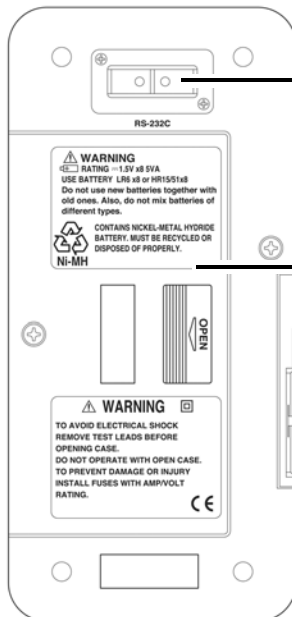 RS-232C
⚠ WARNING
RATING ⎓1.5V x8 5VA
USE BATTERY LR6 x8 or HR15/51x8
Do not use new batteries together with
old ones. Also, do not mix batteries of
different types.
CONTAINS NICKEL-METAL HYDRIDE
BATTERY. MUST BE RECYCLED OR
DISPOSED OF PROPERLY.
Ni-MH
OPEN
⚠ WARNING
TO AVOID ELECTRICAL SHOCK
REMOVE TEST LEADS BEFORE
OPENING CASE.
DO NOT OPERATE WITH OPEN CASE.
TO PREVENT DAMAGE OR INJURY
INSTALL FUSES WITH AMP/VOLT
RATING.
CE